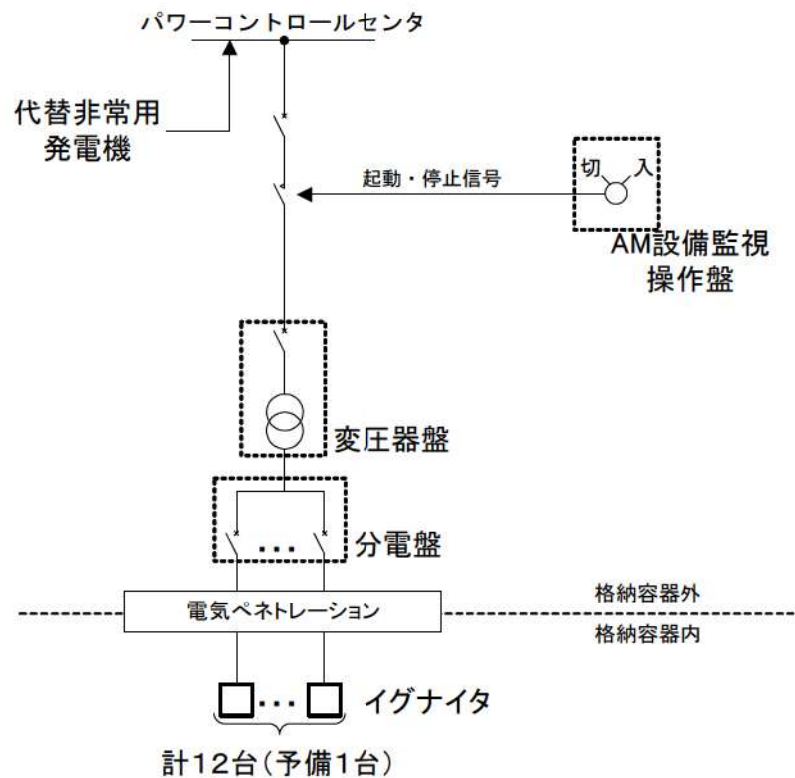 パワーコントロールセンタ
代替非常用
発電機
切
入
起動・停止信号
AM設備監視
操作盤
変圧器盤
分電盤
電気ペネトレーション
格納容器外
格納容器内
イグナイタ
計12台(予備1台)